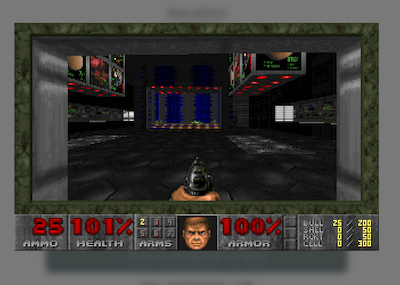 25 101% 2 3 4 100% BULL 25 / 200
5 6 7 SHEL 0 / 50
RCKT 0 / 50
AMMO HEALTH ARMS ARMOR CELL 0 / 300